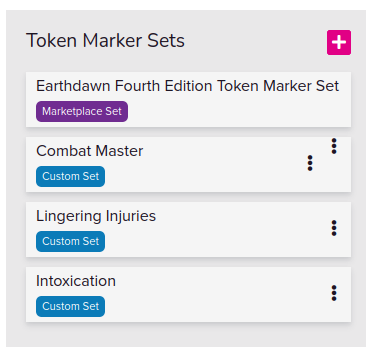 Token Marker Sets
Earthdawn Fourth Edition Token Marker Set
Marketplace Set
Combat Master
Custom Set
Lingering Injuries
Custom Set
Intoxication
Custom Set